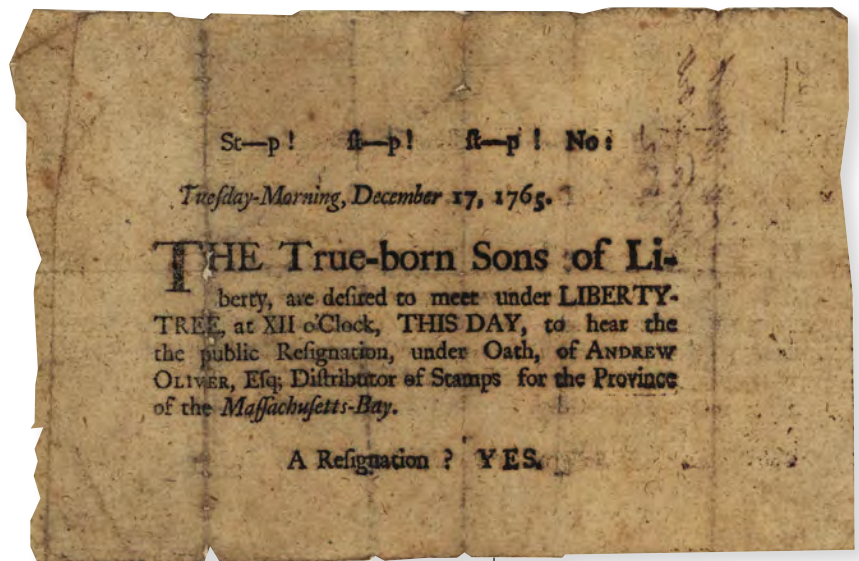 St—p! ſt—p! ſt—p! No:
Tueſday-Morning, December 17, 1765.
THE True-born Sons of Li-
berty, are deſired to meet under LIBERTY-
TREE, at XII o'Clock, THIS DAY, to hear the
the public Reſignation, under Oath, of ANDREW
OLIVER, Eſq; Diſtributor of Stamps for the Province
of the Maſſachuſetts-Bay.
A Reſignation? YES.